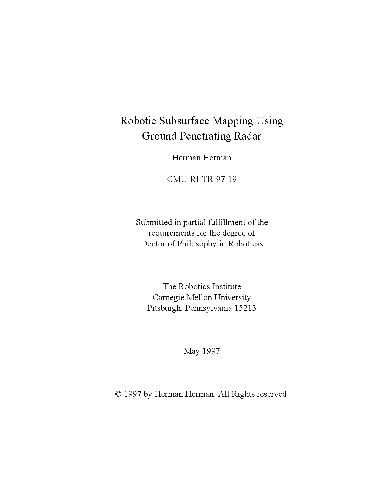 Robotic Subsurface Mapping Using
Ground Penetrating Radar
Herman Herman
CMU-RI-TR-97-19
Submitted in partial fulfillment of the
requirements for the degree of
Doctor of Philosophy in Robotics
The Robotics Institute
Carnegie Mellon University
Pittsburgh, Pennsylvania 15213
May 1997
© 1997 by Herman Herman. All Rights reserved